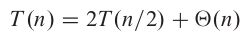 T(n) = 2T(n/2) + Θ(n)